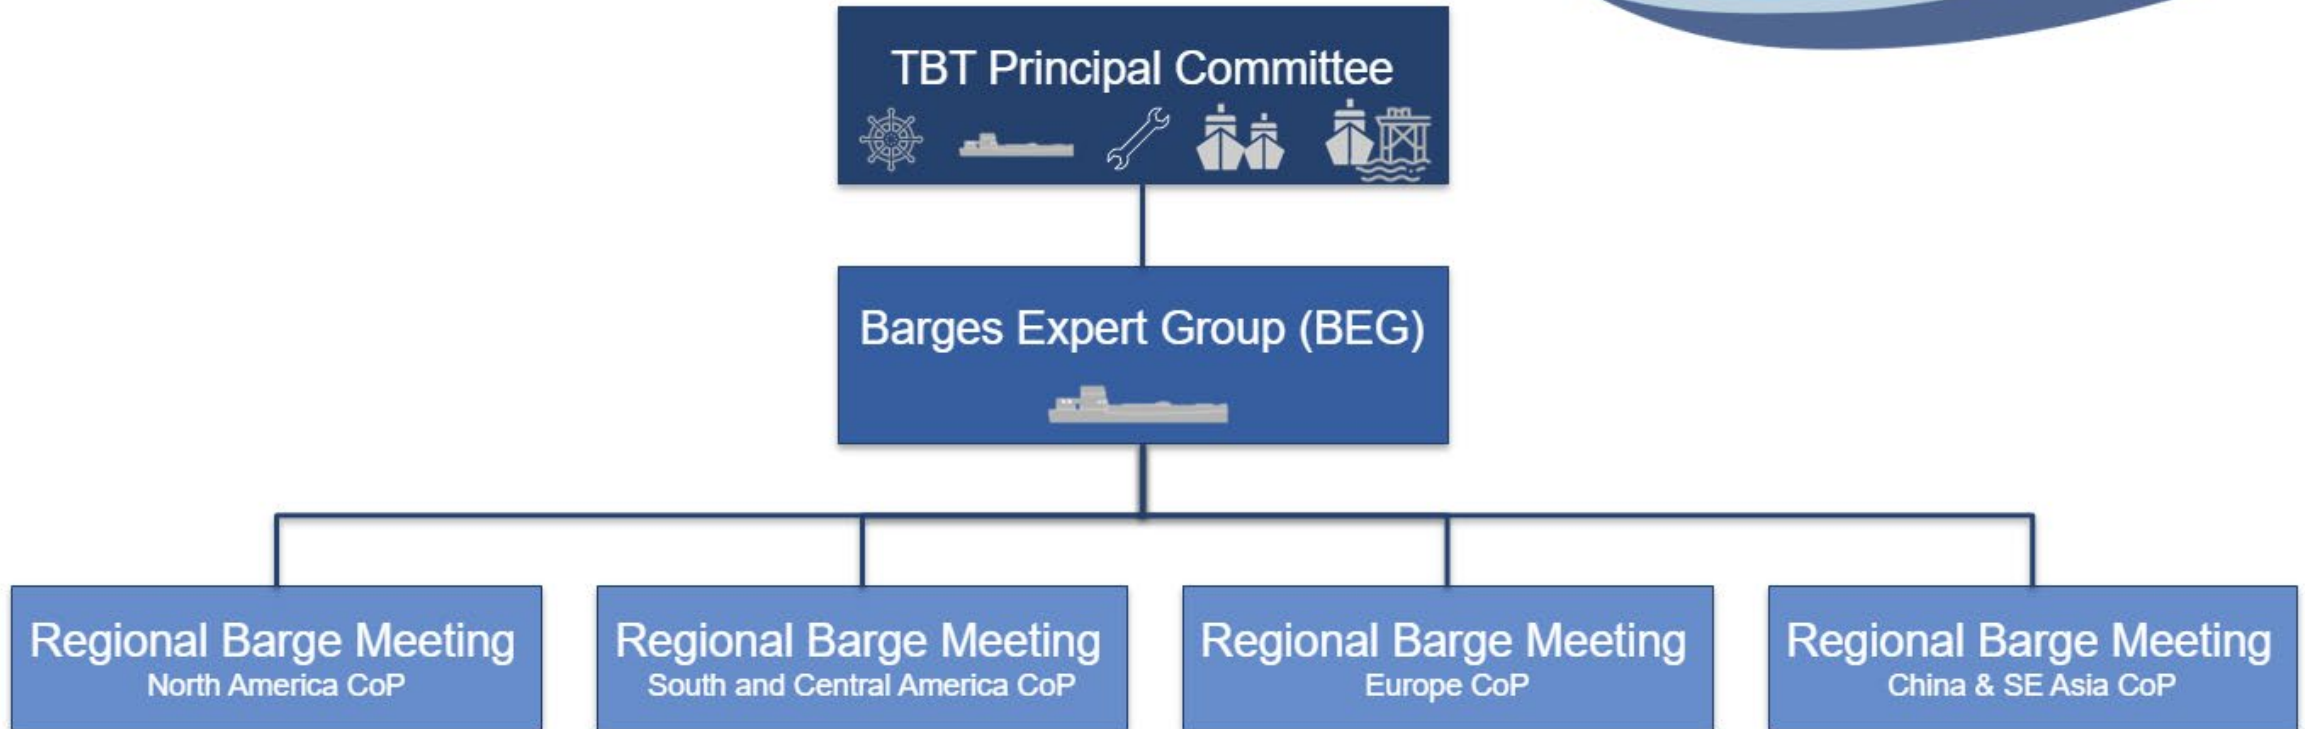 TBT Principal Committee
Barges Expert Group (BEG)
Regional Barge Meeting
North America CoP
Regional Barge Meeting
South and Central America CoP
Regional Barge Meeting
Europe CoP
Regional Barge Meeting
China & SE Asia CoP